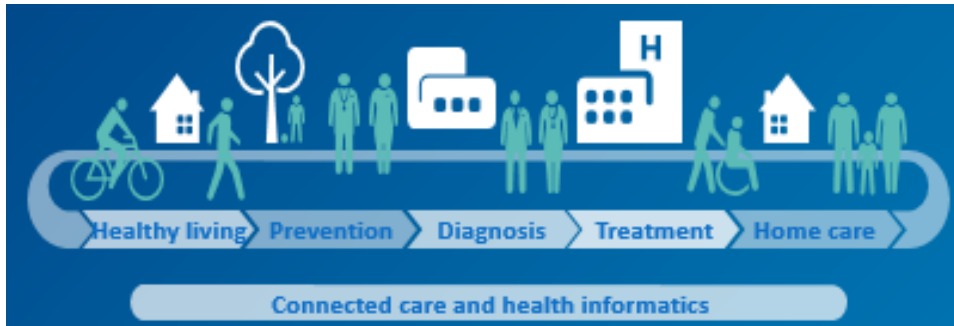 H
Healthy living Prevention Diagnosis Treatment Home care
Connected care and health informatics